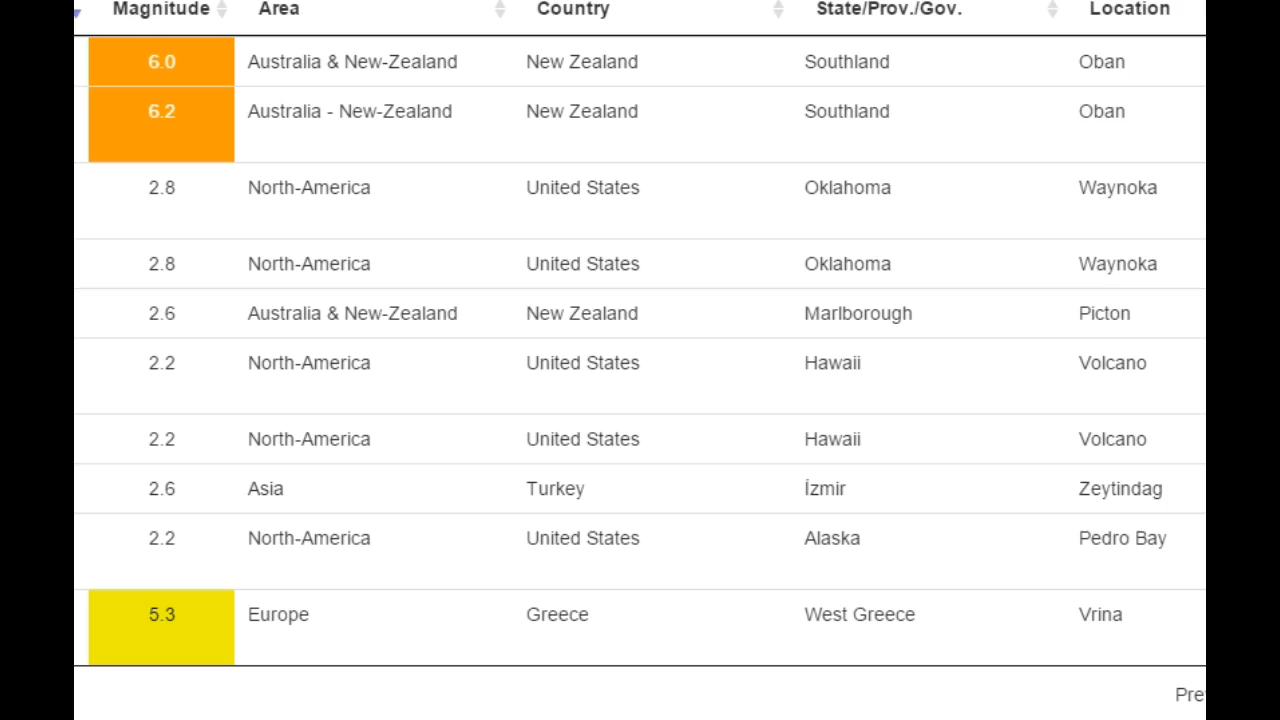 Magnitude Area Country State/Prov./Gov. Location
6.0 Australia & New-Zealand New Zealand Southland Oban
6.2 Australia - New-Zealand New Zealand Southland Oban
2.8 North-America United States Oklahoma Waynoka
2.8 North-America United States Oklahoma Waynoka
2.6 Australia & New-Zealand New Zealand Marlborough Picton
2.2 North-America United States Hawaii Volcano
2.2 North-America United States Hawaii Volcano
2.6 Asia Turkey İzmir Zeytindag
2.2 North-America United States Alaska Pedro Bay
5.3 Europe Greece West Greece Vrina
Pre